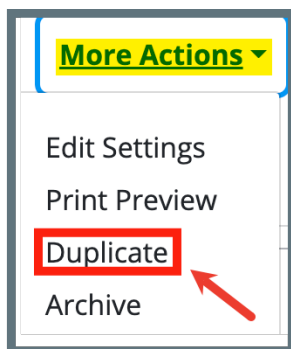 More Actions
Edit Settings
Print Preview
Duplicate
Archive